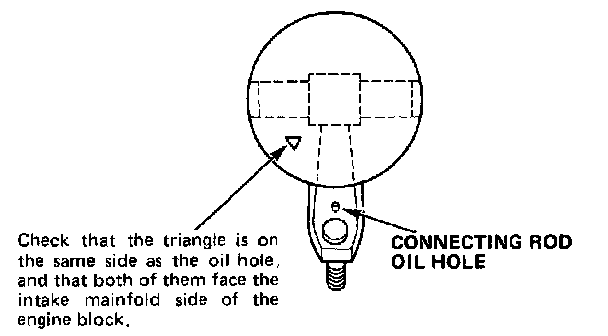 Check that the triangle is on
the same side as the oil hole,
and that both of them face the
intake mainfold side of the
engine block.
CONNECTING ROD
OIL HOLE